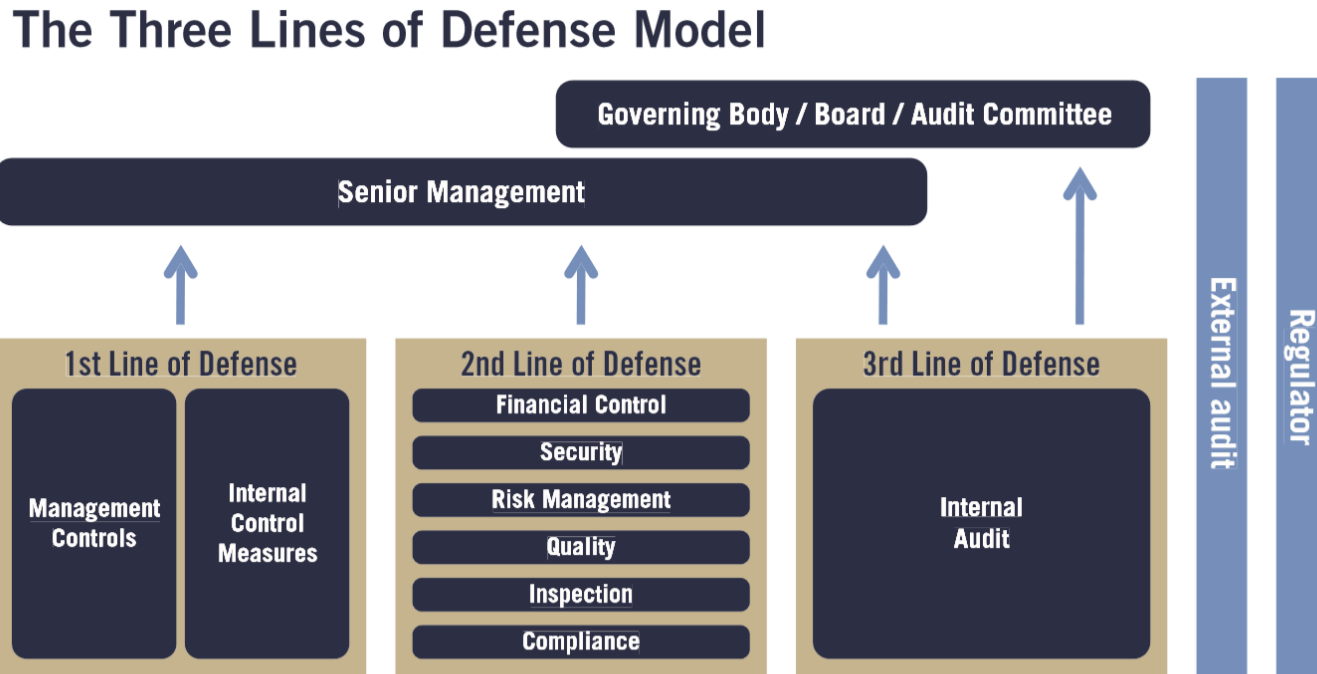 The Three Lines of Defense Model
Governing Body / Board / Audit Committee
Senior Management
1st Line of Defense
Management
Controls
Internal
Control
Measures
2nd Line of Defense
Financial Control
Security
Risk Management
Quality
Inspection
Compliance
3rd Line of Defense
Internal
Audit
External audit
Regulator